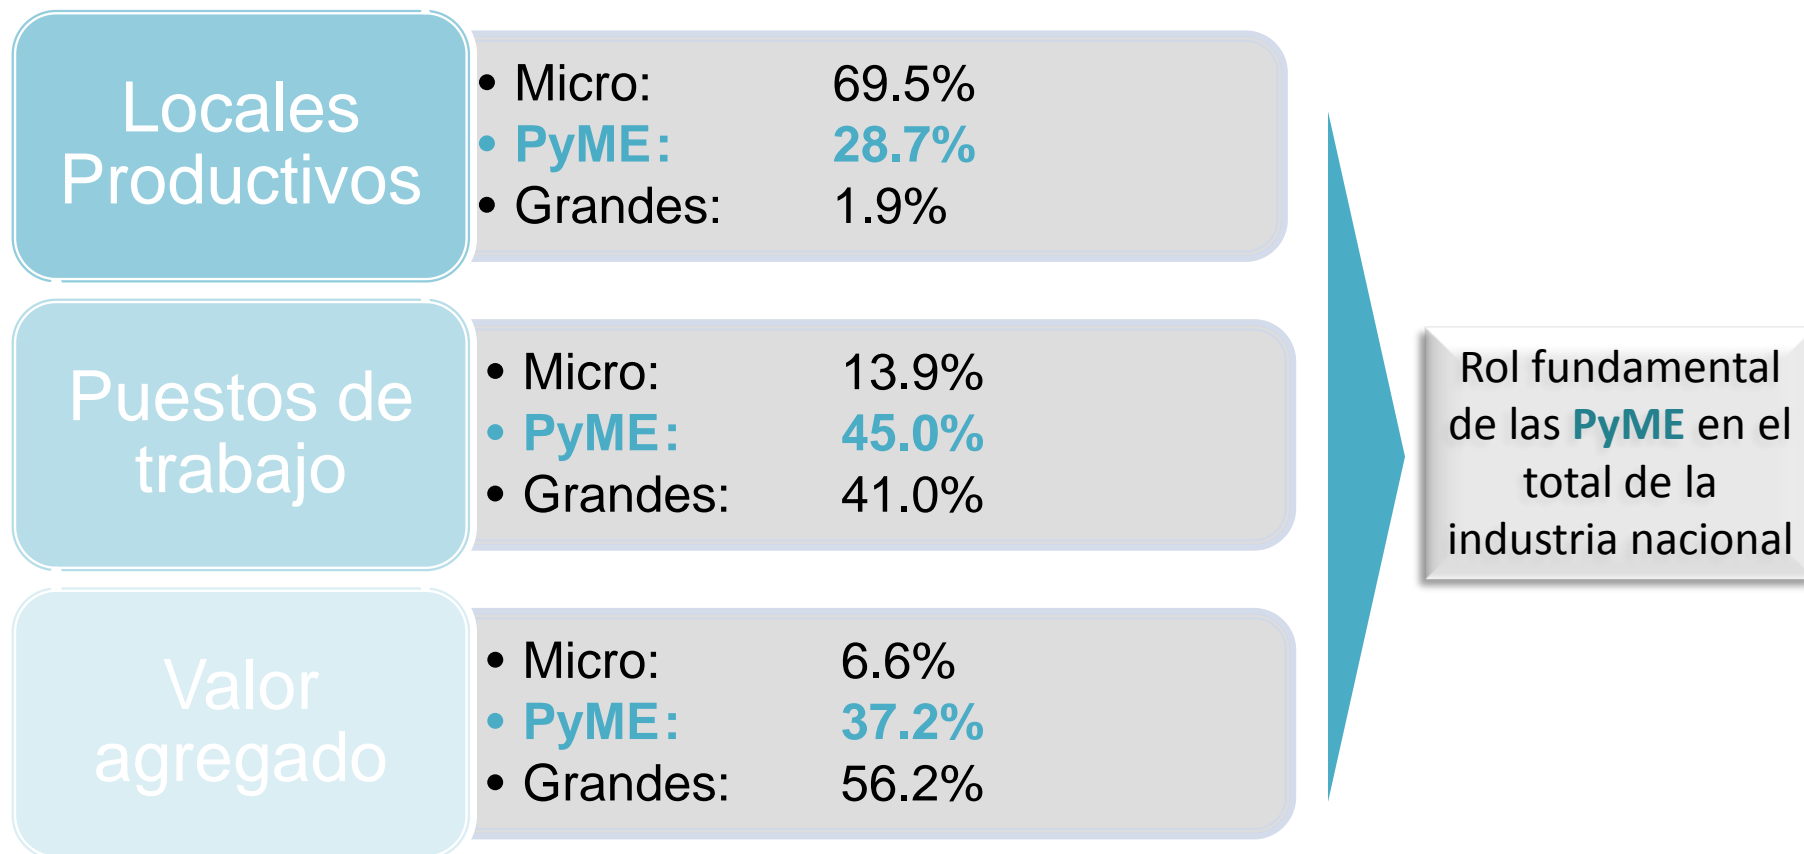 Locales
Productivos
• Micro: 69.5%
• PyME: 28.7%
• Grandes: 1.9%
Puestos de
trabajo
• Micro: 13.9%
• PyME: 45.0%
• Grandes: 41.0%
Valor
agregado
• Micro: 6.6%
• PyME: 37.2%
• Grandes: 56.2%
Rol fundamental
de las PyME en el
total de la
industria nacional